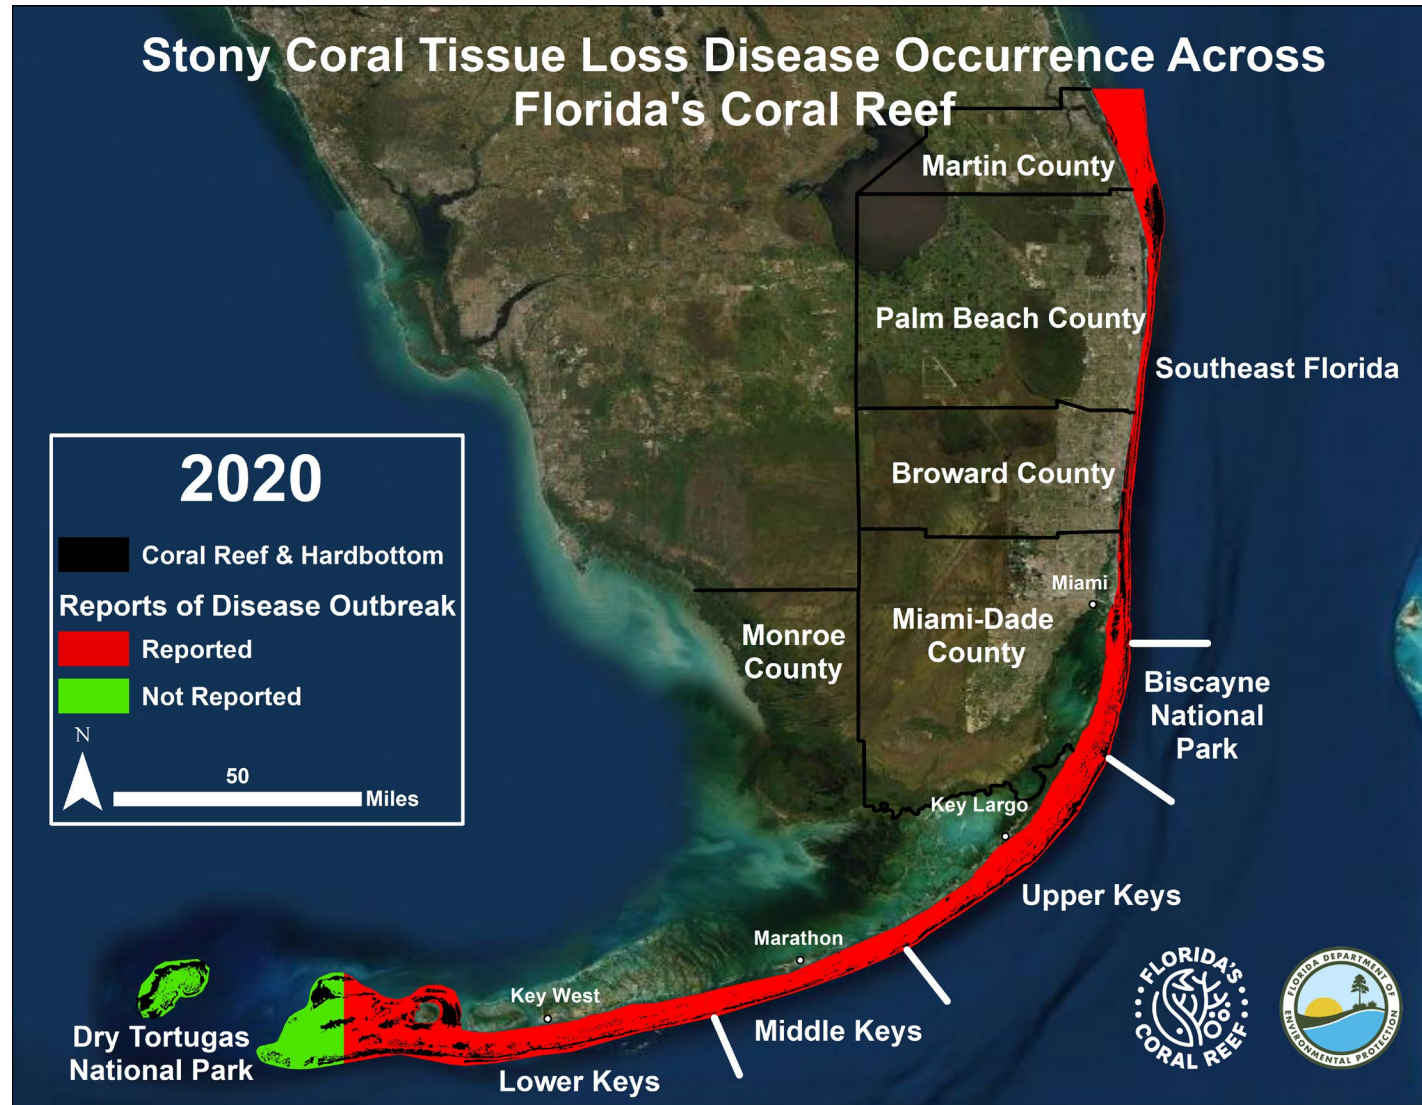 Stony Coral Tissue Loss Disease Occurrence Across
Florida's Coral Reef
Martin County
Palm Beach County
Southeast Florida
Broward County
2020
Coral Reef & Hardbottom
Reports of Disease Outbreak
Reported
Not Reported
N
50
Miles
Miami
Monroe
County
Miami-Dade
County
Biscayne
National
Park
Key Largo
Upper Keys
Marathon
Key West
Middle Keys
Dry Tortugas
National Park
Lower Keys
FLORIDA'S
CORAL REEF
FLORIDA DEPARTMENT OF
ENVIRONMENTAL PROTECTION